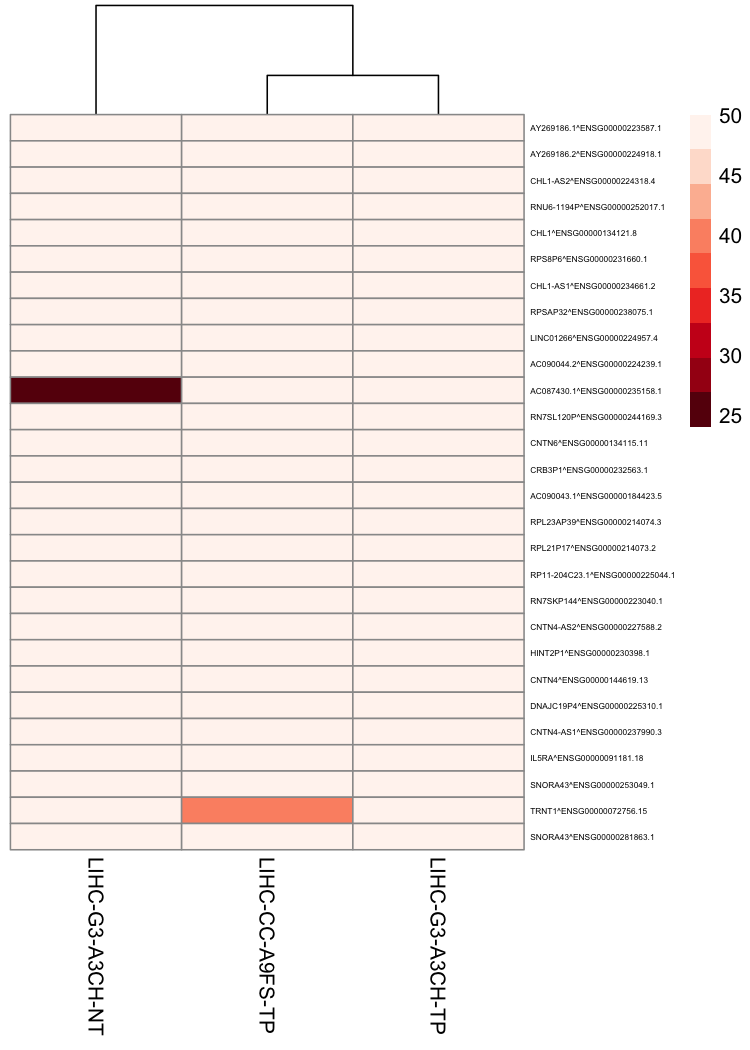 AY269186.1^ENSG00000223587.1
AY269186.2^ENSG00000224918.1
CHL1-AS2^ENSG00000224318.4
RNU6-1194P^ENSG00000252017.1
CHL1^ENSG00000134121.8
RPS8P6^ENSG00000231660.1
CHL1-AS1^ENSG00000234661.2
RPSAP32^ENSG00000238075.1
LINC01266^ENSG00000224957.4
AC090044.2^ENSG00000224239.1
AC087430.1^ENSG00000235158.1
RN7SL120P^ENSG00000244169.3
CNTN6^ENSG00000134115.11
CRB3P1^ENSG00000232563.1
AC090043.1^ENSG00000184423.5
RPL23AP39^ENSG00000214074.3
RPL21P17^ENSG00000214073.2
RP11-204C23.1^ENSG00000225044.1
RN7SKP144^ENSG00000223040.1
CNTN4-AS2^ENSG00000227588.2
HINT2P1^ENSG00000230398.1
CNTN4^ENSG00000144619.13
DNAJC19P4^ENSG00000225310.1
CNTN4-AS1^ENSG00000237990.3
IL5RA^ENSG00000091181.18
SNORA43^ENSG00000253049.1
TRNT1^ENSG00000072756.15
SNORA43^ENSG00000281863.1
50
45
40
35
30
25
LIHC-G3-A3CH-NT
LIHC-CC-A9FS-TP
LIHC-G3-A3CH-TP